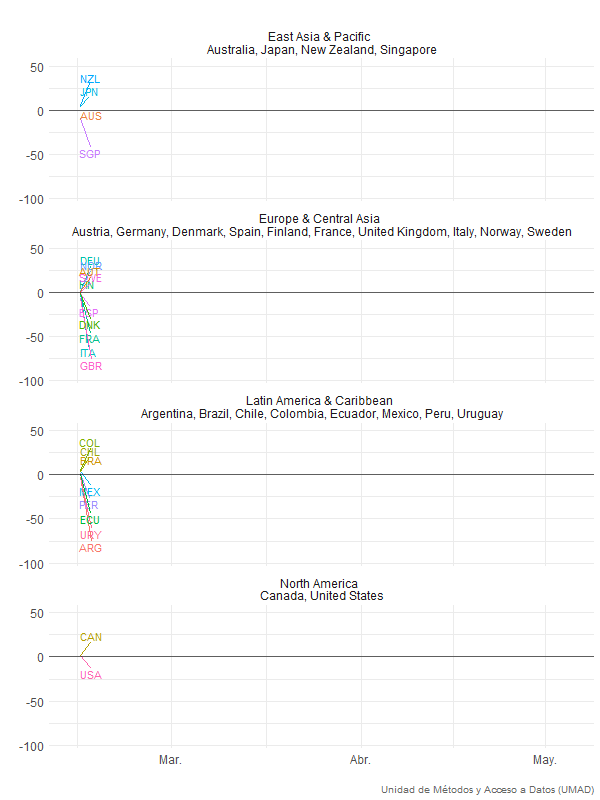 East Asia & Pacific
Australia, Japan, New Zealand, Singapore
50
NZL
JPN
0
AUS
-50
SGP
-100
Europe & Central Asia
Austria, Germany, Denmark, Spain, Finland, France, United Kingdom, Italy, Norway, Sweden
50
DEU
NOR
AUT
SWE
FIN
0
ESP
DNK
-50
FRA
ITA
GBR
-100
Latin America & Caribbean
Argentina, Brazil, Chile, Colombia, Ecuador, Mexico, Peru, Uruguay
50
COL
CHL
BRA
0
MEX
PER
-50
ECU
URY
ARG
-100
North America
Canada, United States
50
CAN
0
USA
-50
-100
Mar.
Abr.
May.
Unidad de Métodos y Acceso a Datos (UMAD)